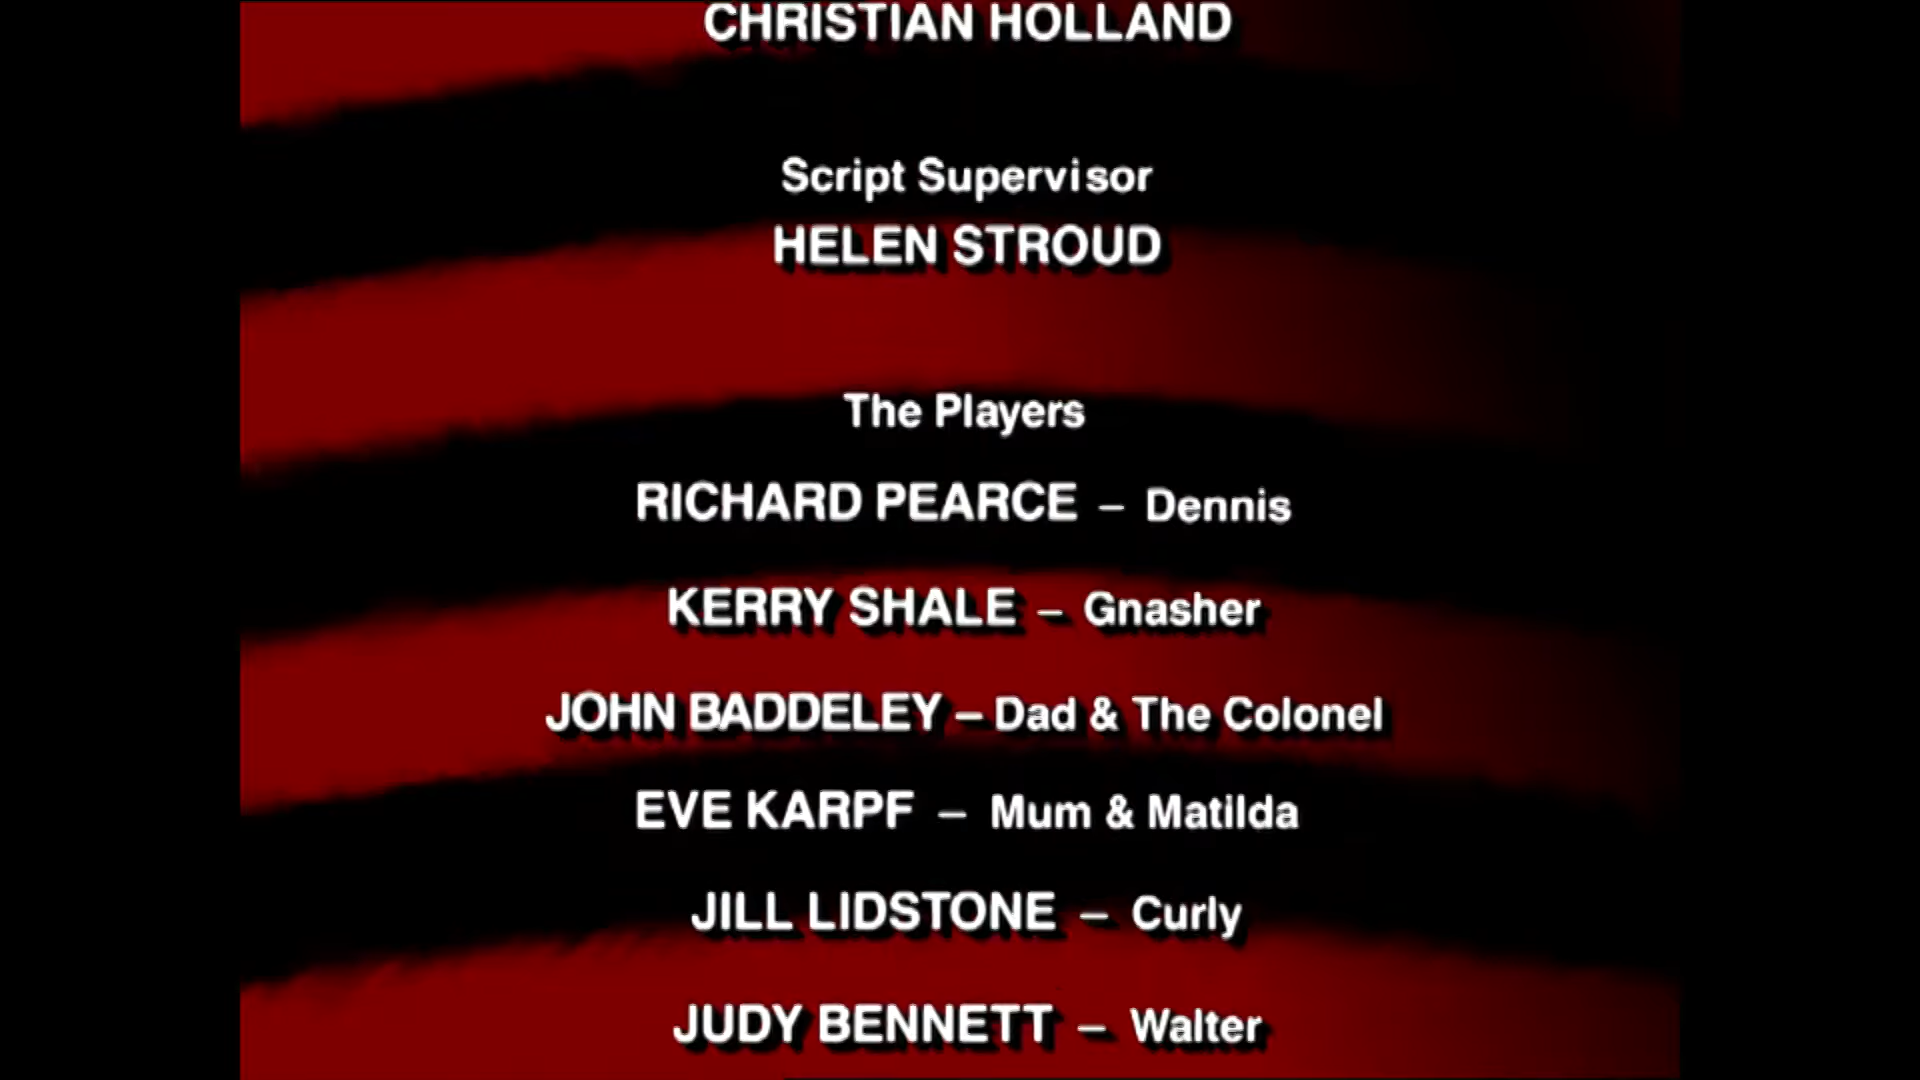 CHRISTIAN HOLLAND
Script Supervisor
HELEN STROUD
The Players
RICHARD PEARCE – Dennis
KERRY SHALE – Gnasher
JOHN BADDELEY – Dad & The Colonel
EVE KARPF – Mum & Matilda
JILL LIDSTONE – Curly
JUDY BENNETT – Walter